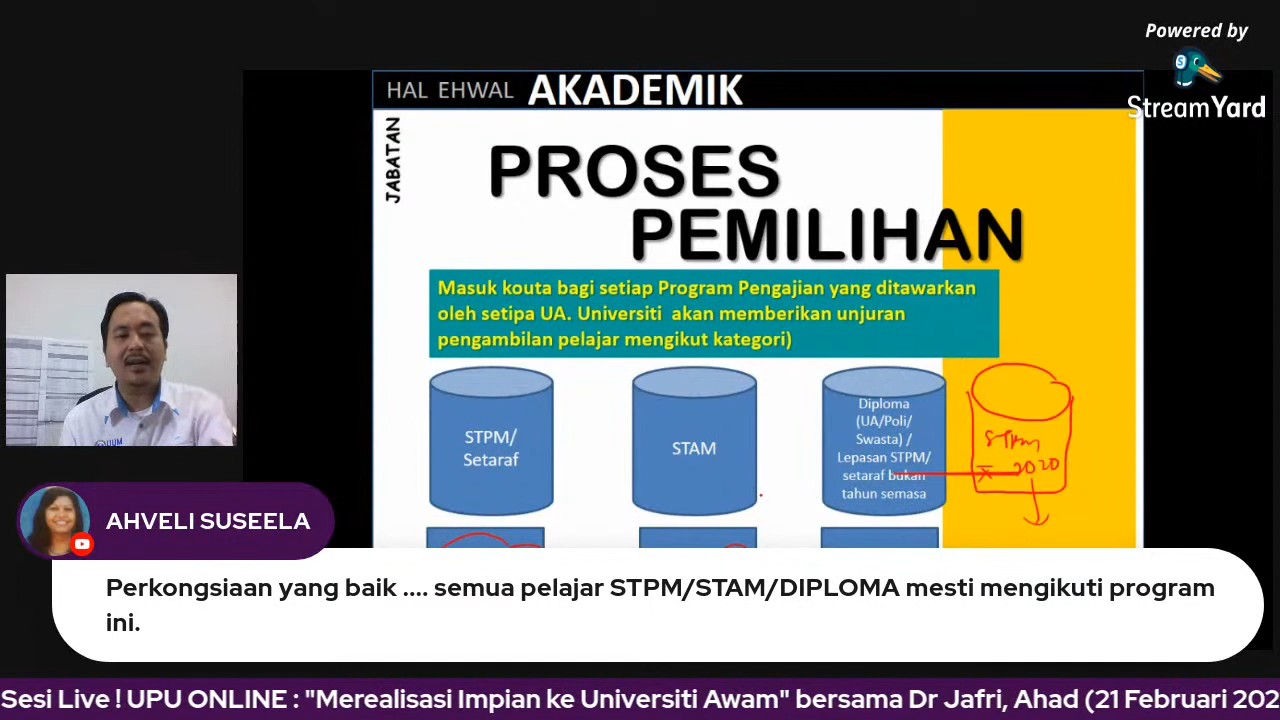 Powered by
StreamYard
HAL EHWAL AKADEMIK
JABATAN
PROSES
PEMILIHAN
Masuk kouta bagi setiap Program Pengajian yang ditawarkan
oleh setipa UA. Universiti akan memberikan unjuran
pengambilan pelajar mengikut kategori)
STPM/
Setaraf
STAM
Diploma
(UA/Poli/
Swasta) /
Lepasan STPM/
setaraf bukan
tahun semasa
STPM
X 2020
UUM
AHVELI SUSEELA
Perkongsiaan yang baik .... semua pelajar STPM/STAM/DIPLOMA mesti mengikuti program
ini.
Sesi Live ! UPU ONLINE : "Merealisasi Impian ke Universiti Awam" bersama Dr Jafri, Ahad (21 Februari 202